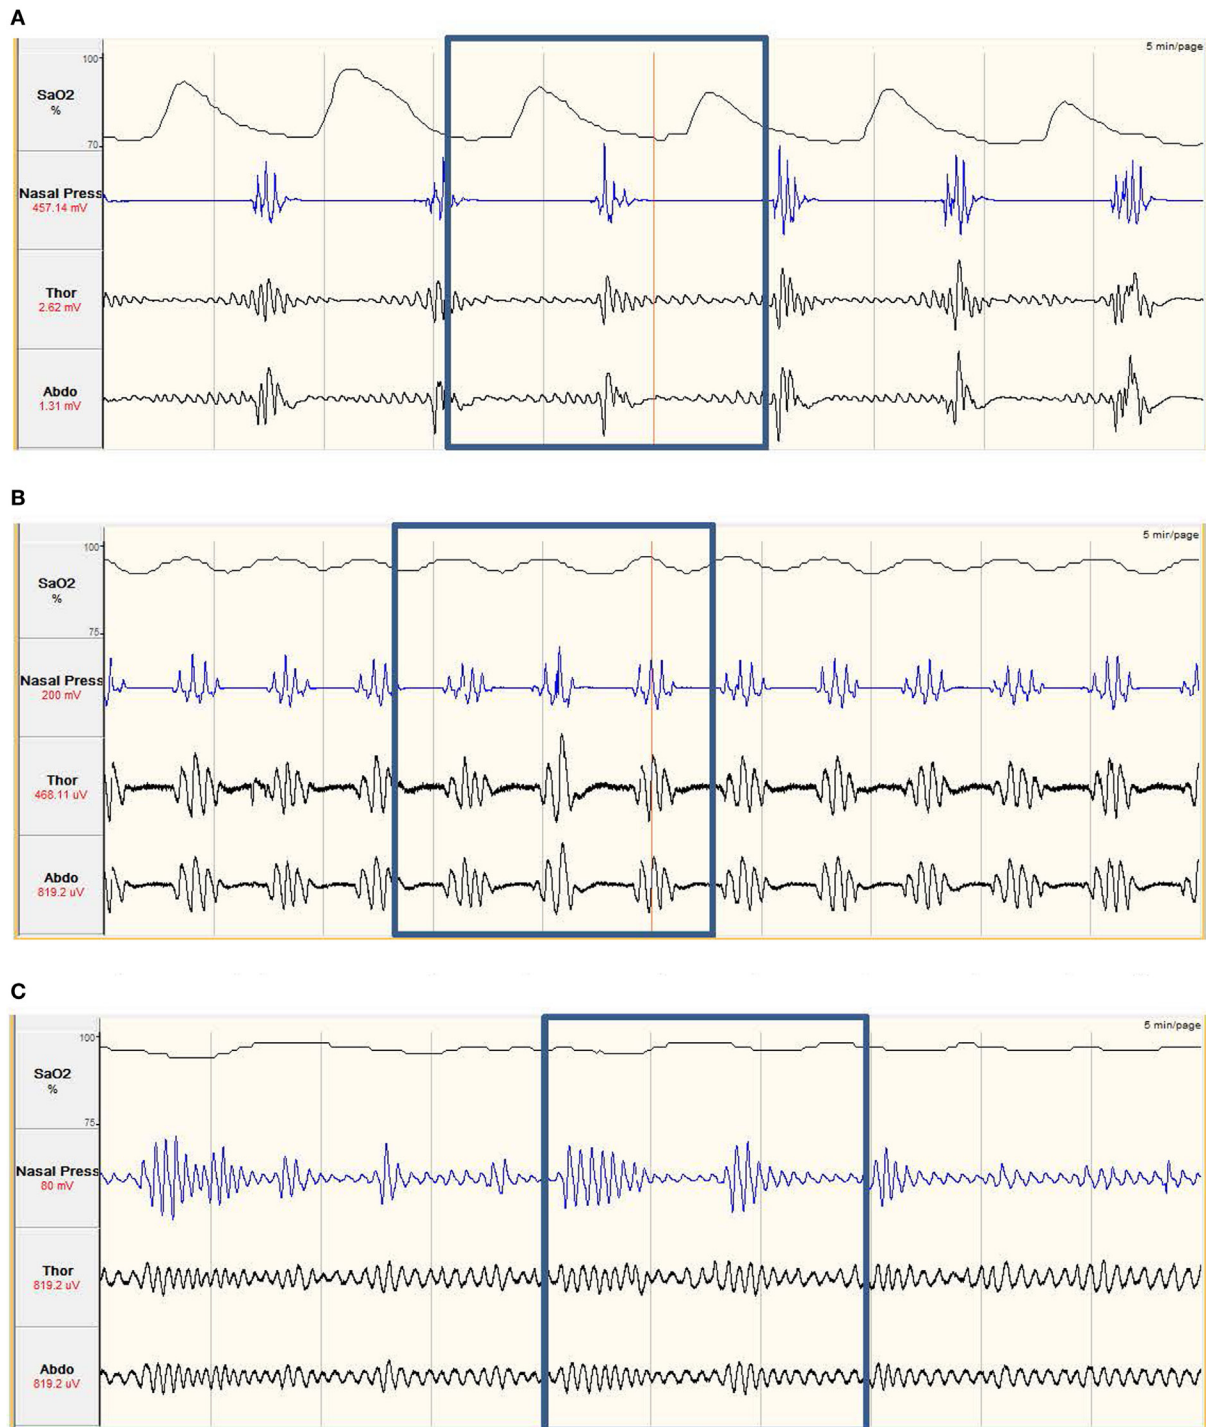 A
5 min/page
100
SaO2
%
70
Nasal Press
457.14 mV
Thor
2.62 mV
Abdo
1.31 mV
B
5 min/page
100
SaO2
%
75
Nasal Press
200 mV
Thor
468.11 uV
Abdo
819.2 uV
C
5 min/page
100
SaO2
%
75
Nasal Press
80 mV
Thor
819.2 uV
Abdo
819.2 uV